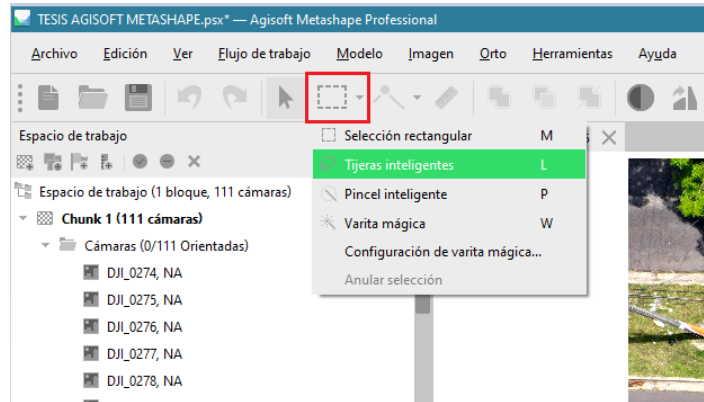 TESIS AGISOFT METASHAPE.psx* — Agisoft Metashape Professional
Archivo Edición Ver Flujo de trabajo Modelo Imagen Orto Herramientas Ayuda
Espacio de trabajo
Selección rectangular M
Tijeras inteligentes L
Espacio de trabajo (1 bloque, 111 cámaras)
Pincel inteligente P
Chunk 1 (111 cámaras)
Varita mágica W
Cámaras (0/111 Orientadas)
Configuración de varita mágica...
DJI_0274, NA
Anular selección
DJI_0275, NA
DJI_0276, NA
DJI_0277, NA
DJI_0278, NA